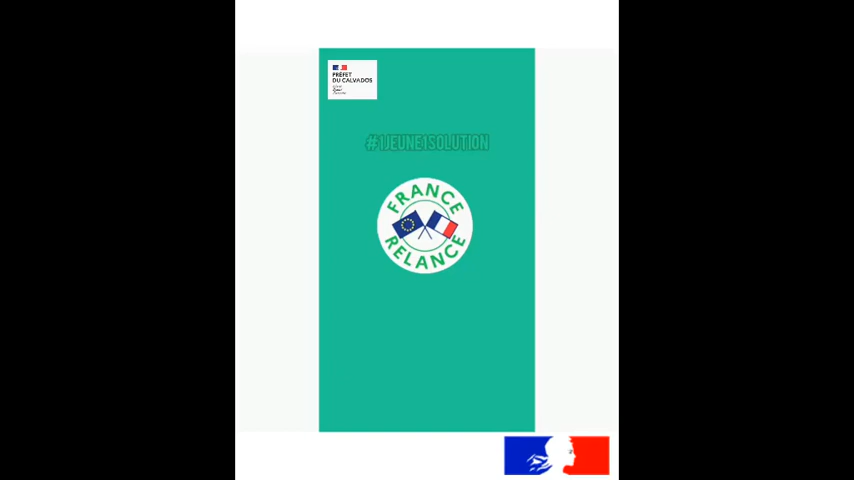 PRÉFET
DU CALVADOS
#1JEUNE1SOLUTION
FRANCE
RELANCE